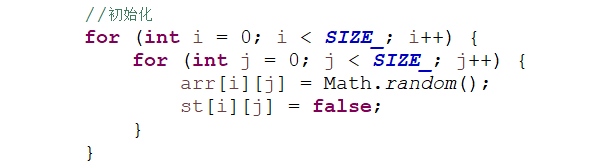 //初始化
for (int i = 0; i < SIZE_; i++) {
for (int j = 0; j < SIZE_; j++) {
arr[i][j] = Math.random();
st[i][j] = false;
}
}